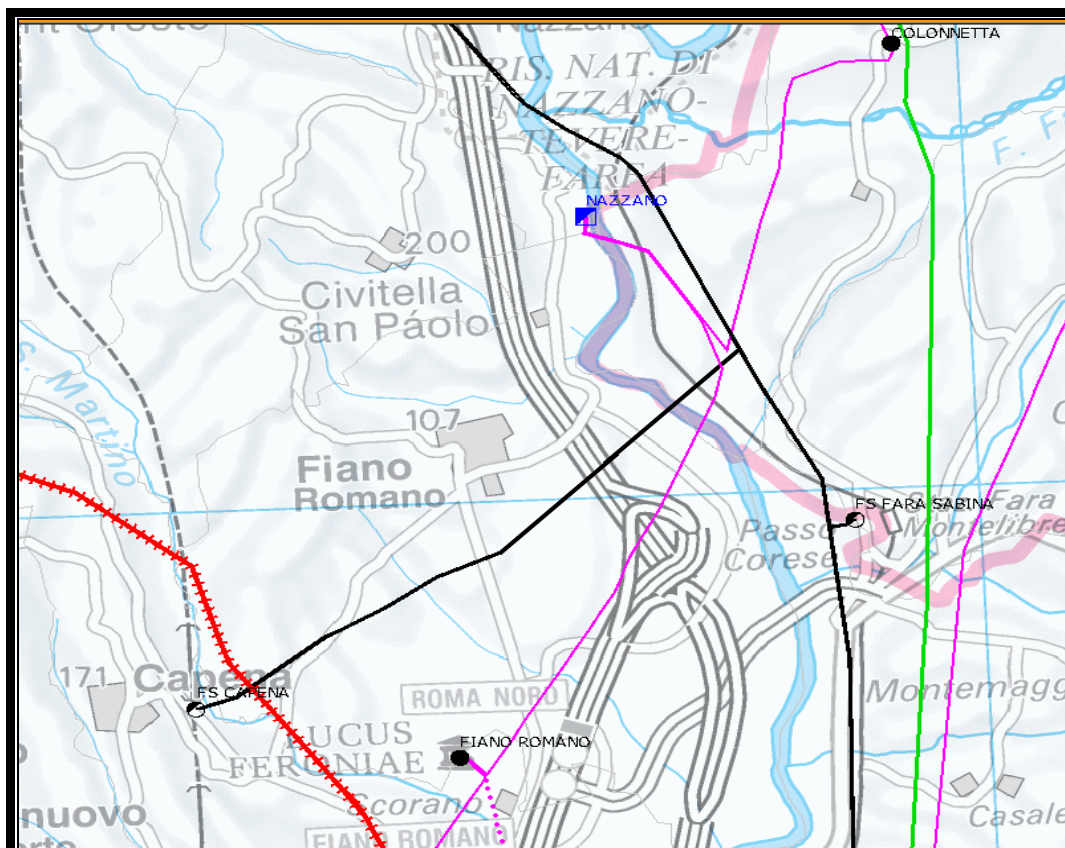 Nazzano
COLONNETTA
RIS. NAT. DI
NAZZANO-
TEVERE-
FARFA
NAZZANO
200
Civitella
San Páolo
S. Martino
107
Fiano
Romano
FS FARA SABINA
Fara
Passo
Corese
Montelibre
171
Capena
FS CAPENA
ROMA NORD
Montemagg
LUCUS
FERONIAE
FIANO ROMANO
Scorano
nuovo
FIANO ROMANO
Casale